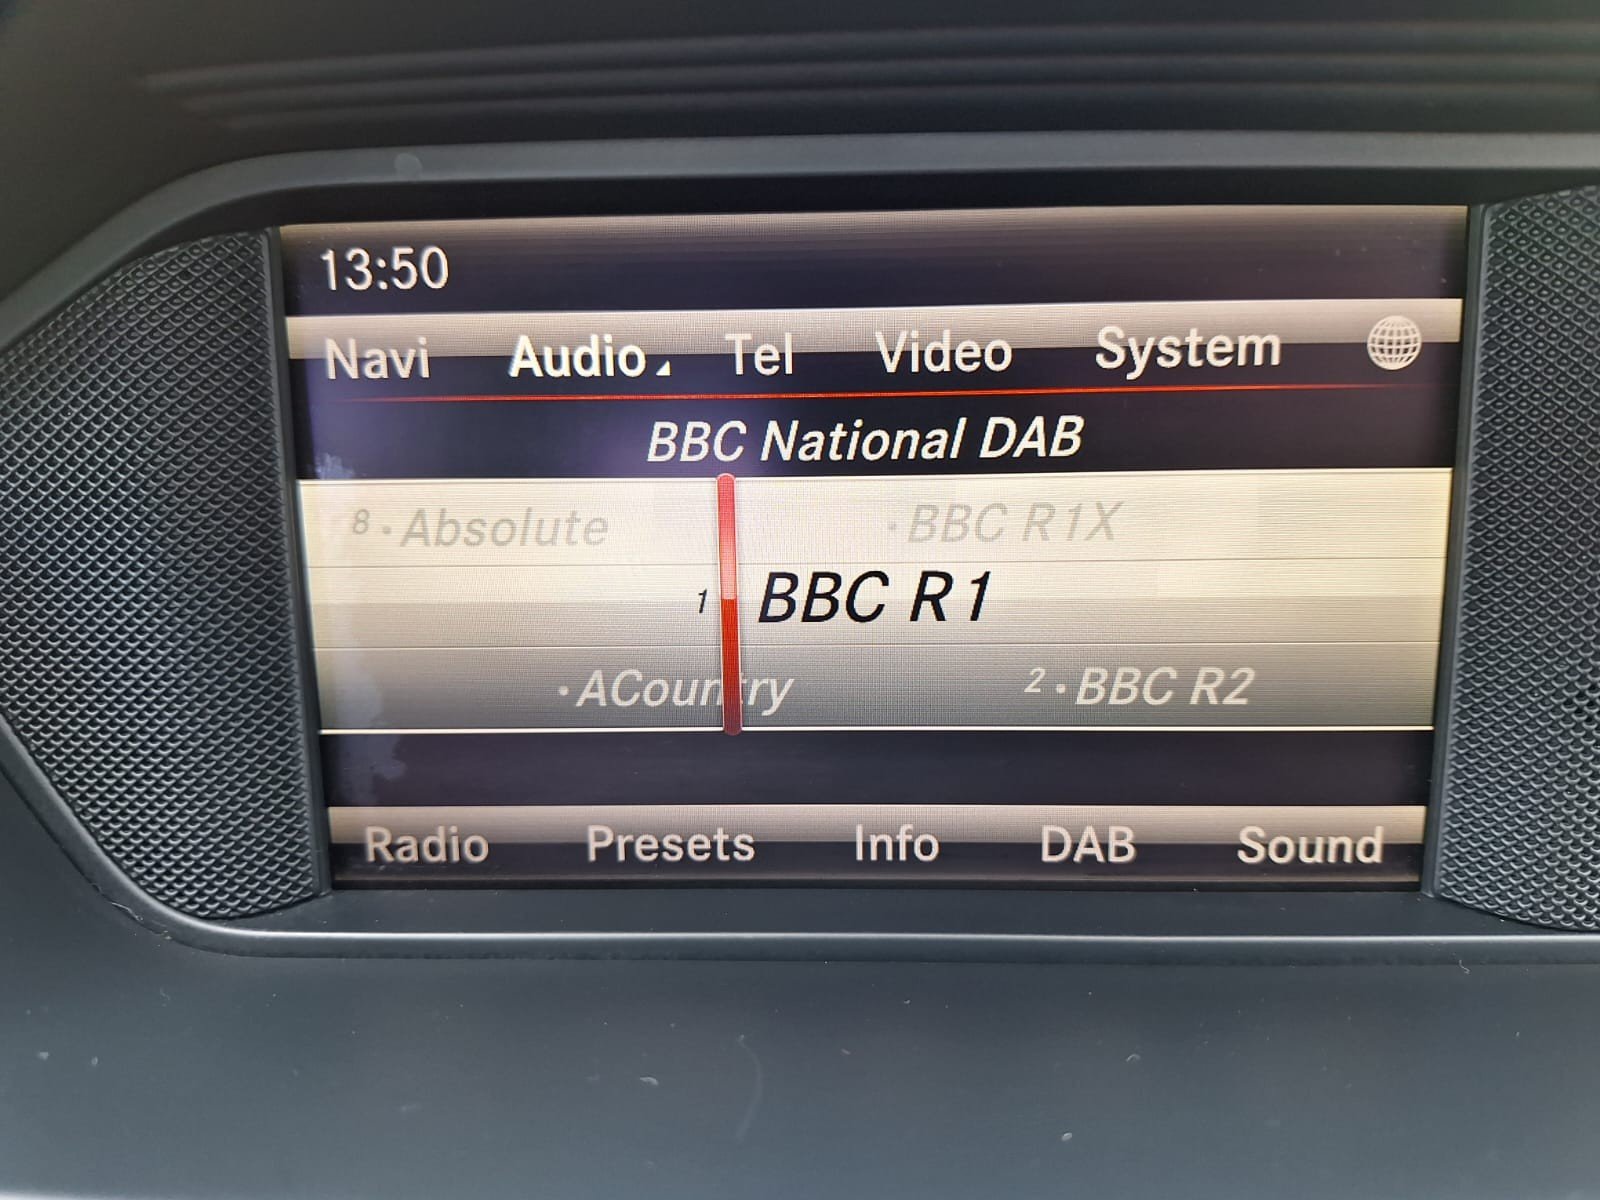 13:50
Navi Audio Tel Video System
BBC National DAB
8 · Absolute · BBC R1X
1 BBC R1
· ACountry 2 · BBC R2
Radio Presets Info DAB Sound